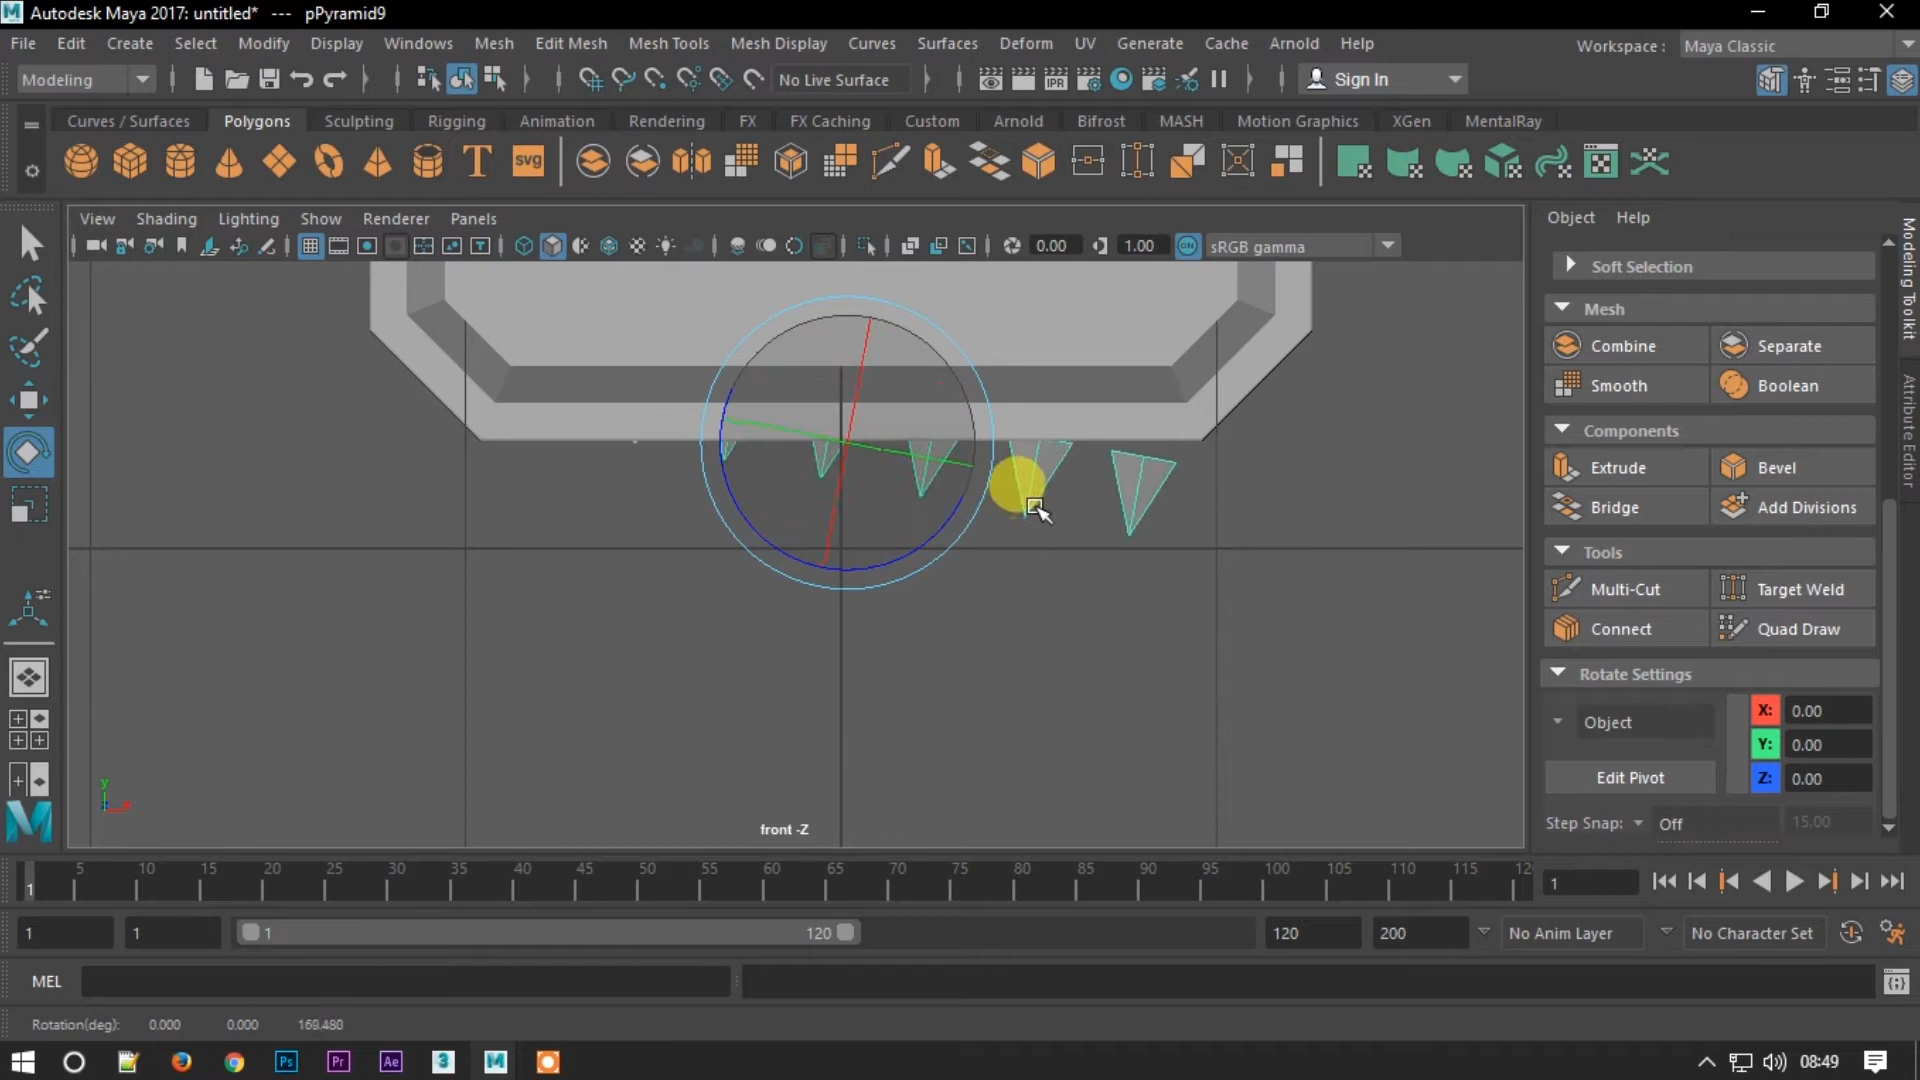 Autodesk Maya 2017: untitled* --- pPyramid9
File Edit Create Select Modify Display Windows Mesh Edit Mesh Mesh Tools Mesh Display Curves Surfaces Deform UV Generate Cache Arnold Help Workspace : Maya Classic
Modeling No Live Surface Sign In
Curves / Surfaces Polygons Sculpting Rigging Animation Rendering FX FX Caching Custom Arnold Bifrost MASH Motion Graphics XGen MentalRay
T svg
View Shading Lighting Show Renderer Panels
0.00 1.00 ON sRGB gamma
Object Help
Soft Selection
Mesh
Combine Separate
Smooth Boolean
Components
Extrude Bevel
Bridge Add Divisions
Tools
Multi-Cut Target Weld
Connect Quad Draw
Rotate Settings
X: 0.00
Object
Y: 0.00
Edit Pivot Z: 0.00
Step Snap: Off 15.00
Modeling Toolkit
Attribute Editor
y
front -Z
5 10 15 20 25 30 35 40 45 50 55 60 65 70 75 80 85 90 95 100 105 110 115 12
1 1
1 1 1 120 120 200 No Anim Layer No Character Set
MEL
Rotation(deg): 0.000 0.000 169.480
Ps Pr Ae 3 M 08:49